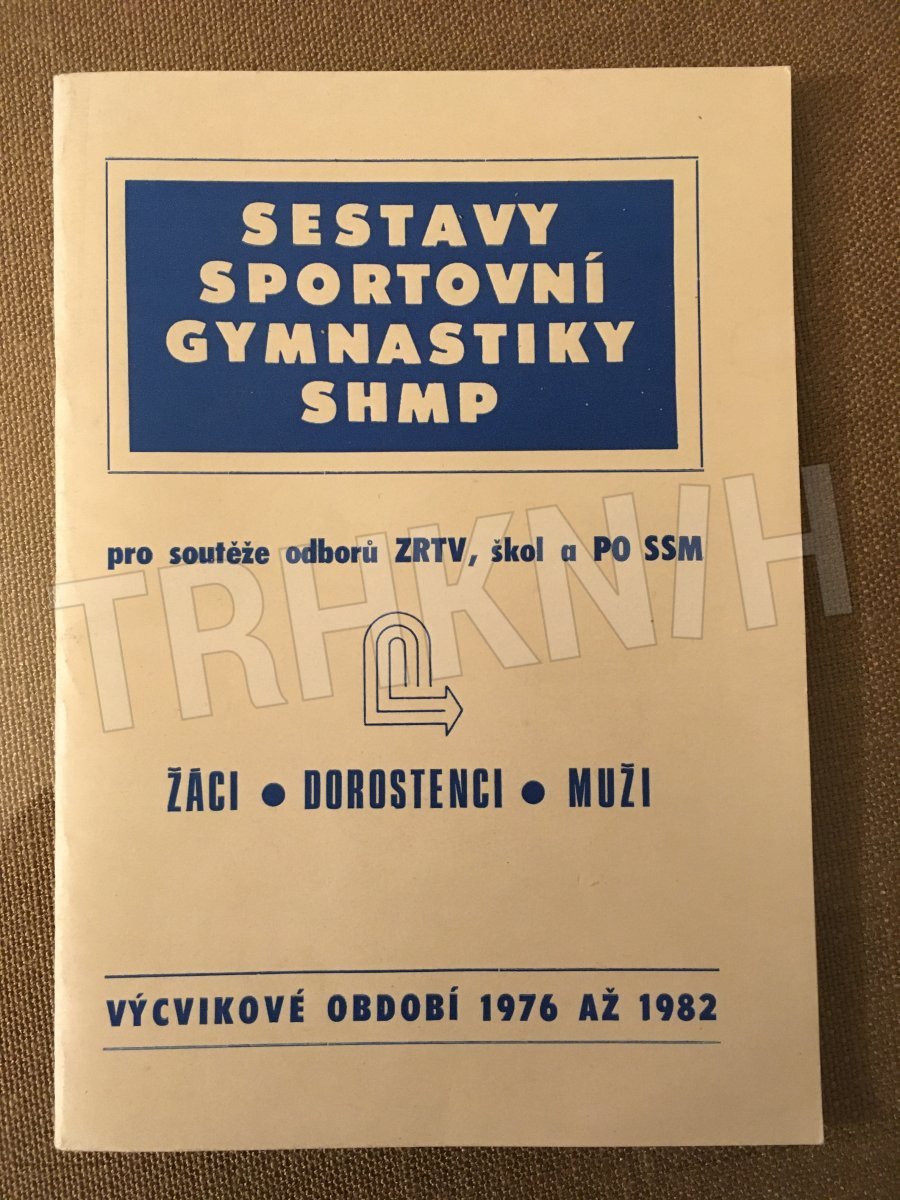 SESTAVY
SPORTOVNÍ
GYMNASTIKY
SHMP
pro soutěže odborů ZRTV, škol a PO SSM
TRHKNIH
ŽÁCI • DOROSTENCI • MUŽI
VÝCVIKOVÉ OBDOBÍ 1976 AŽ 1982